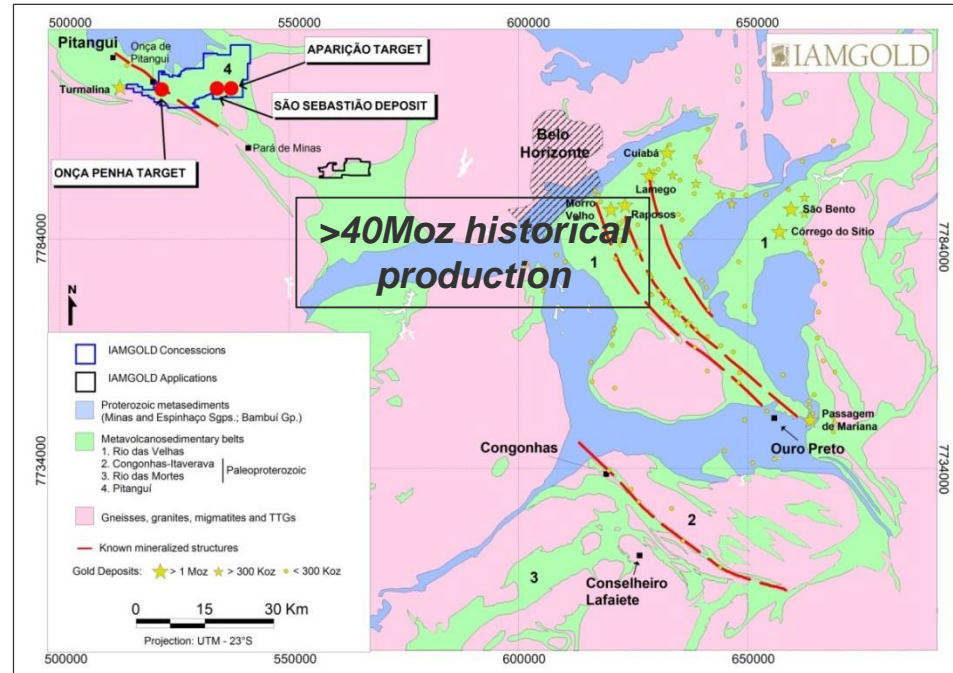 5000000
550000
600000
650000
Pitangui
Onça de
Pitangui
Turmalina
4
APARIÇÃO TARGET
SÃO SEBASTIÃO DEPOSIT
ONÇA PENHA TARGET
Pará de Minas
IAMGOLD
Belo
Horizonte
Cuiabá
Lamego
Morro
Velho
Raposos
São Bento
Córrego do Sítio
1
1
>40Moz historical
production
7784000
7784000
N
IAMGOLD Concesscions
IAMGOLD Applications
Proterozoic metasediments
(Minas and Espinhaço Sgps.; Bambuí Gp.)
Metavolcanosedimentary belts
1. Rio das Velhas
2. Congonhas-Itaverava
3. Rio das Mortes
4. Pitanguí
Paleoproterozoic
Gneisses, granites, migmatites and TTGs
Known mineralized structures
Gold Deposits: > 1 Moz > 300 Koz < 300 Koz
0 15 30 Km
Projection: UTM - 23°S
Passagem
de Mariana
Ouro Preto
Congonhas
7734000
7734000
2
3
Conselheiro
Lafaiete
5000000
550000
600000
650000